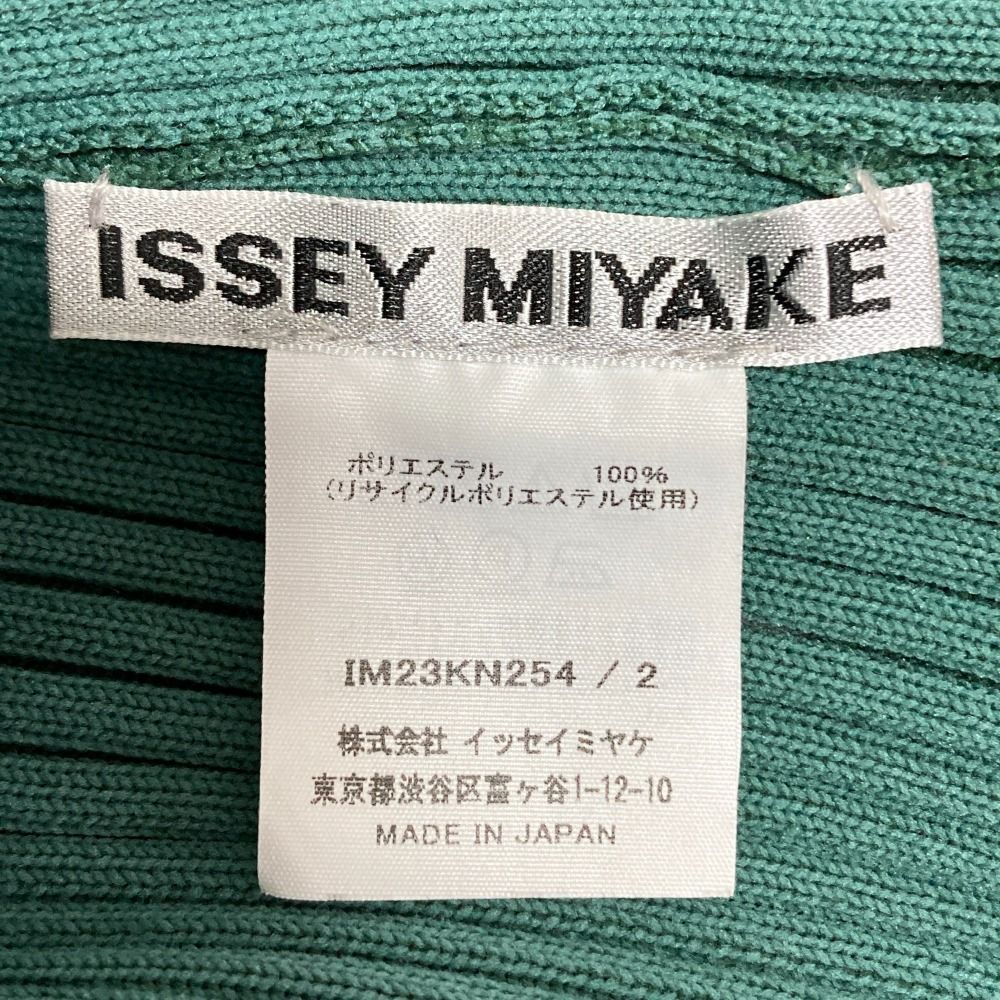 ISSEY MIYAKE
ポリエステル 100%
(リサイクルポリエステル使用)
IM23KN254 / 2
株式会社 イッセイミヤケ
東京都渋谷区富ヶ谷1-12-10
MADE IN JAPAN